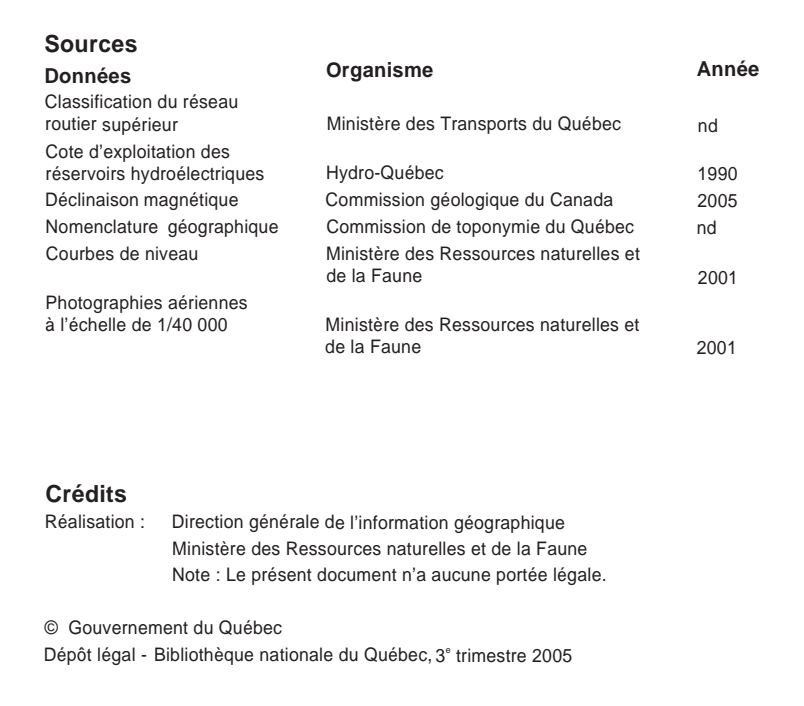 Sources
Données Organisme Année
Classification du réseau
routier supérieur Ministère des Transports du Québec nd
Cote d'exploitation des
réservoirs hydroélectriques Hydro-Québec 1990
Déclinaison magnétique Commission géologique du Canada 2005
Nomenclature géographique Commission de toponymie du Québec nd
Courbes de niveau Ministère des Ressources naturelles et
de la Faune 2001
Photographies aériennes
à l'échelle de 1/40 000 Ministère des Ressources naturelles et
de la Faune 2001
Crédits
Réalisation : Direction générale de l'information géographique
Ministère des Ressources naturelles et de la Faune
Note : Le présent document n'a aucune portée légale.
© Gouvernement du Québec
Dépôt légal - Bibliothèque nationale du Québec, 3e trimestre 2005